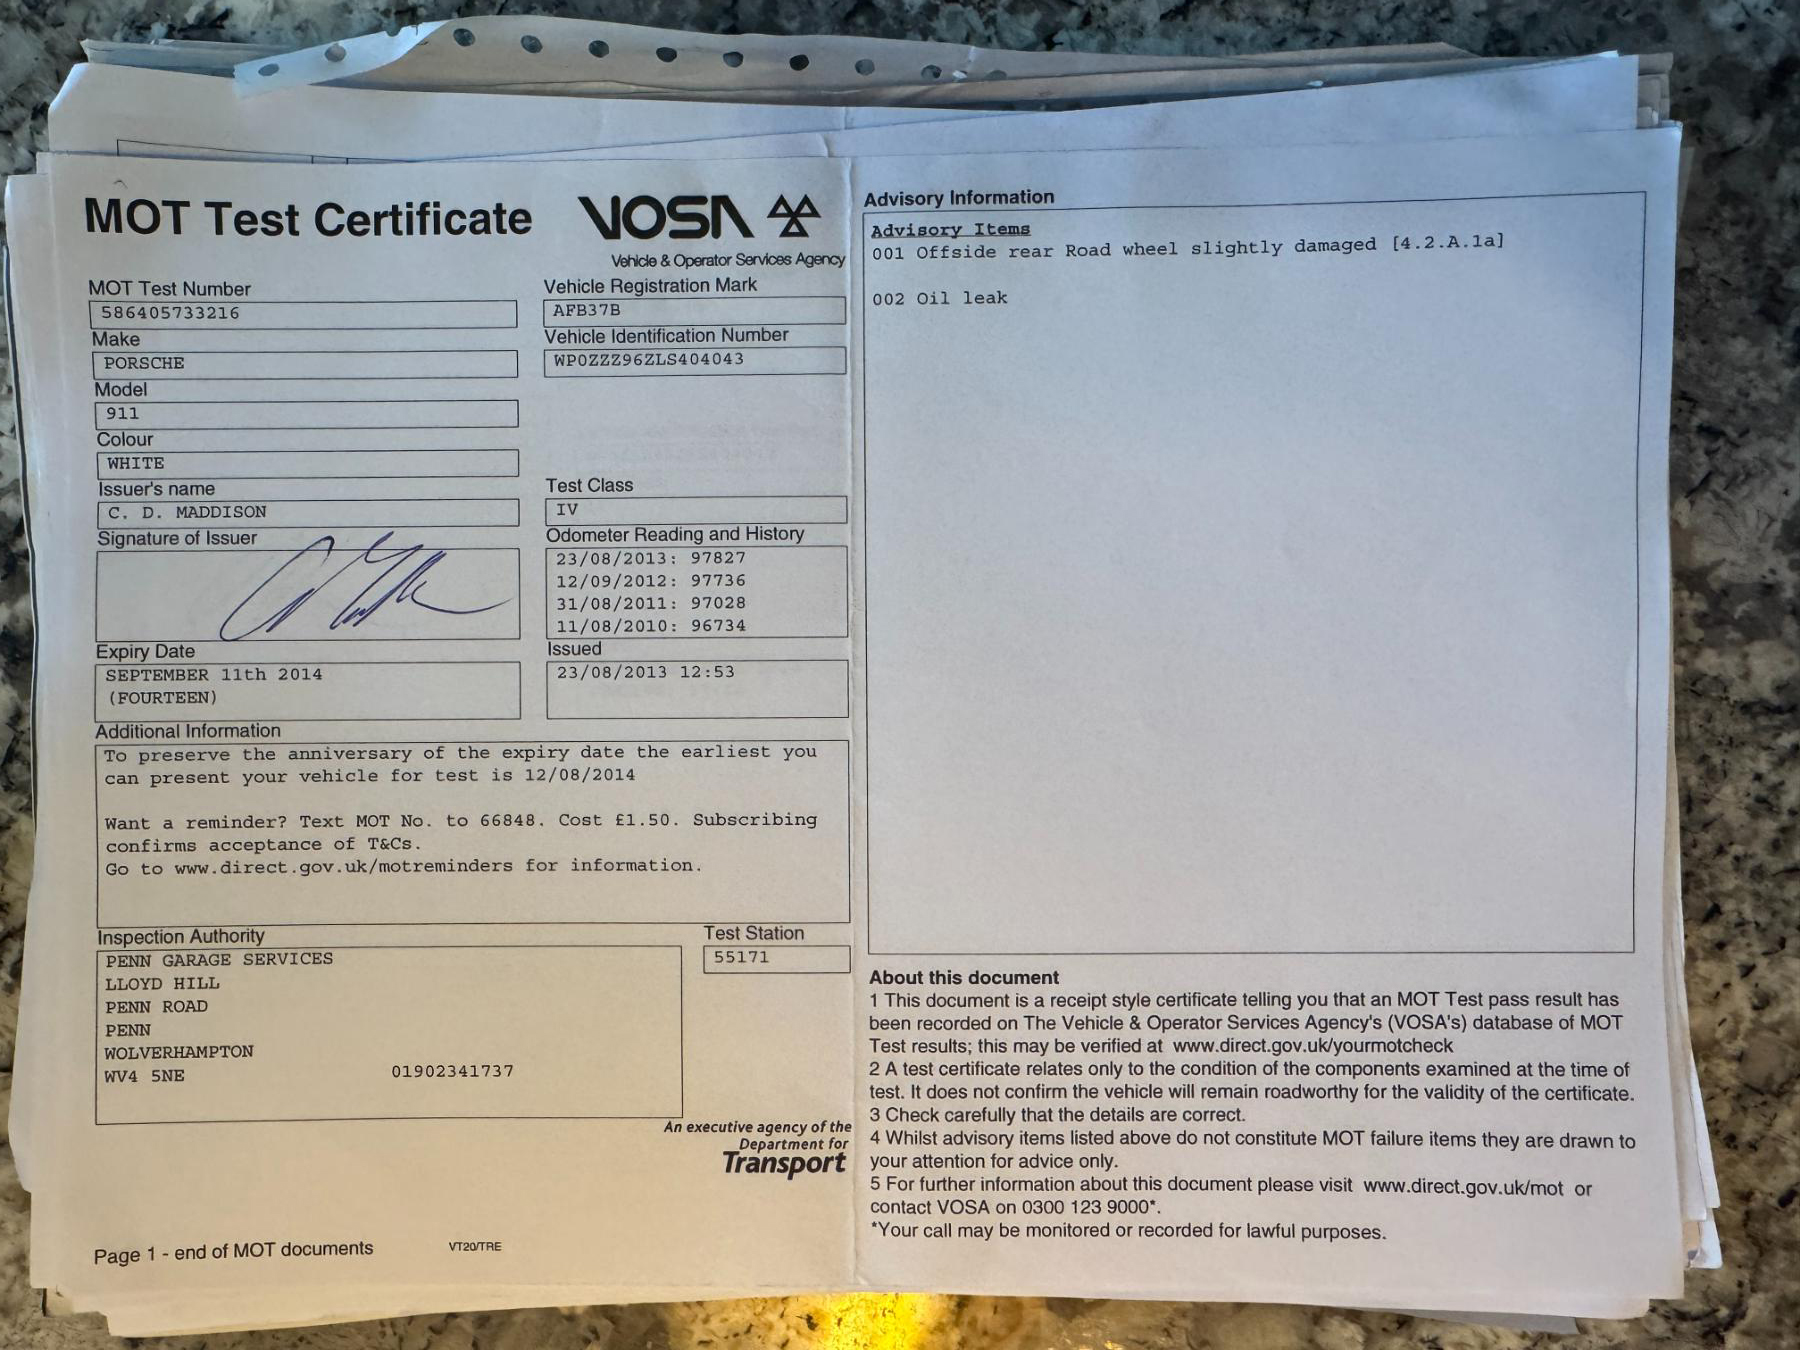 MOT Test Certificate
VOSA
Vehicle & Operator Services Agency
MOT Test Number
586405733216
Vehicle Registration Mark
AFB37B
Make
PORSCHE
Vehicle Identification Number
WP0ZZZ96ZLS404043
Model
911
Colour
WHITE
Issuer's name
C. D. MADDISON
Test Class
IV
Signature of Issuer
Odometer Reading and History
23/08/2013: 97827
12/09/2012: 97736
31/08/2011: 97028
11/08/2010: 96734
Expiry Date
SEPTEMBER 11th 2014
(FOURTEEN)
Issued
23/08/2013 12:53
Additional Information
To preserve the anniversary of the expiry date the earliest you
can present your vehicle for test is 12/08/2014
Want a reminder? Text MOT No. to 66848. Cost £1.50. Subscribing
confirms acceptance of T&Cs.
Go to www.direct.gov.uk/motreminders for information.
Inspection Authority
PENN GARAGE SERVICES
LLOYD HILL
PENN ROAD
PENN
WOLVERHAMPTON
WV4 5NE 01902341737
Test Station
55171
An executive agency of the
Department for
Transport
Page 1 - end of MOT documents VT20/TRE
Advisory Information
Advisory Items
001 Offside rear Road wheel slightly damaged [4.2.A.1a]
002 Oil leak
About this document
1 This document is a receipt style certificate telling you that an MOT Test pass result has
been recorded on The Vehicle & Operator Services Agency's (VOSA's) database of MOT
Test results; this may be verified at www.direct.gov.uk/yourmotcheck
2 A test certificate relates only to the condition of the components examined at the time of
test. It does not confirm the vehicle will remain roadworthy for the validity of the certificate.
3 Check carefully that the details are correct.
4 Whilst advisory items listed above do not constitute MOT failure items they are drawn to
your attention for advice only.
5 For further information about this document please visit www.direct.gov.uk/mot or
contact VOSA on 0300 123 9000*.
*Your call may be monitored or recorded for lawful purposes.